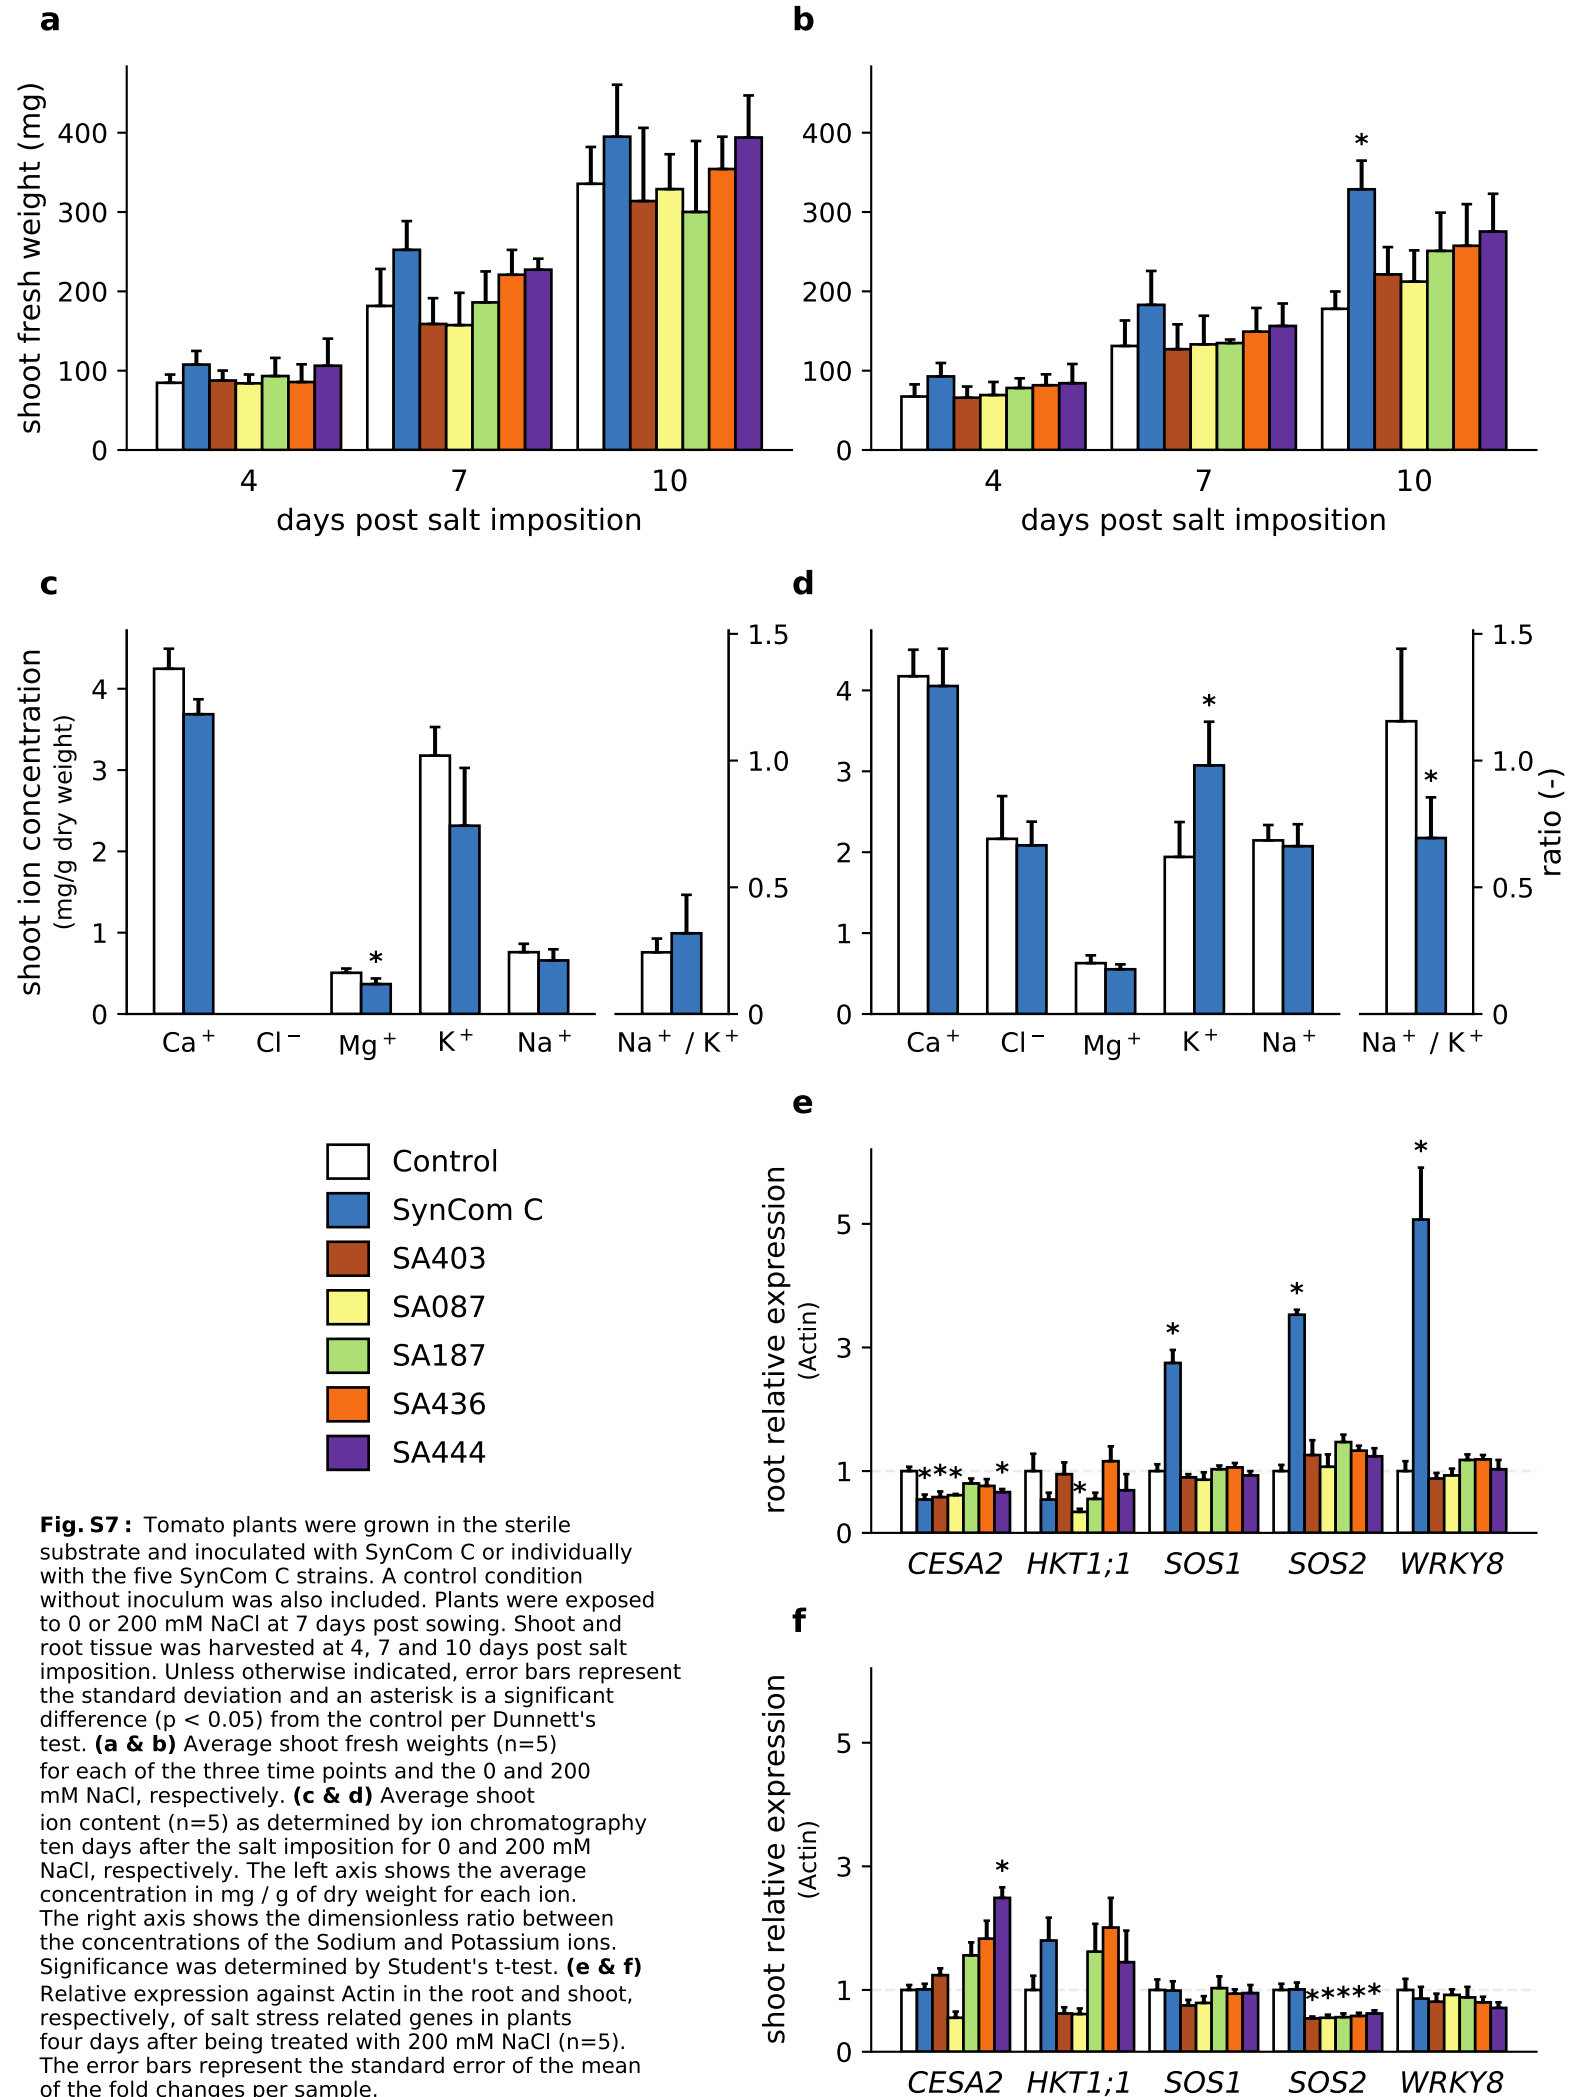 a
b
shoot fresh weight (mg)
400
300
200
100
0
4
7
10
days post salt imposition
400
300
200
100
0
*
4
7
10
days post salt imposition
c
d
shoot ion concentration
(mg/g dry weight)
4
3
2
1
0
*
1.5
1.0
0.5
0
Ca⁺
Cl⁻
Mg⁺
K⁺
Na⁺
Na⁺ / K⁺
4
3
2
1
0
*
*
1.5
1.0
0.5
0
ratio (-)
Ca⁺
Cl⁻
Mg⁺
K⁺
Na⁺
Na⁺ / K⁺
Control
SynCom C
SA403
SA087
SA187
SA436
SA444
e
root relative expression
(Actin)
5
3
1
0
* * * *
*
*
*
*
CESA2
HKT1;1
SOS1
SOS2
WRKY8
f
shoot relative expression
(Actin)
5
3
1
0
*
* * * * *
CESA2
HKT1;1
SOS1
SOS2
WRKY8
Fig. S7: Tomato plants were grown in the sterile
substrate and inoculated with SynCom C or individually
with the five SynCom C strains. A control condition
without inoculum was also included. Plants were exposed
to 0 or 200 mM NaCl at 7 days post sowing. Shoot and
root tissue was harvested at 4, 7 and 10 days post salt
imposition. Unless otherwise indicated, error bars represent
the standard deviation and an asterisk is a significant
difference (p < 0.05) from the control per Dunnett's
test. (a & b) Average shoot fresh weights (n=5)
for each of the three time points and the 0 and 200
mM NaCl, respectively. (c & d) Average shoot
ion content (n=5) as determined by ion chromatography
ten days after the salt imposition for 0 and 200 mM
NaCl, respectively. The left axis shows the average
concentration in mg / g of dry weight for each ion.
The right axis shows the dimensionless ratio between
the concentrations of the Sodium and Potassium ions.
Significance was determined by Student's t-test. (e & f)
Relative expression against Actin in the root and shoot,
respectively, of salt stress related genes in plants
four days after being treated with 200 mM NaCl (n=5).
The error bars represent the standard error of the mean
of the fold changes per sample.